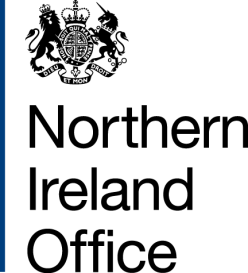 DIEU ET MON DROIT
Northern
Ireland
Office